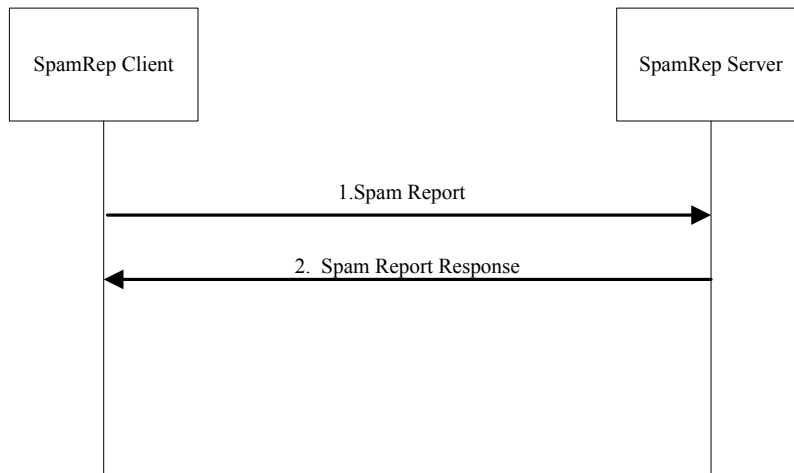 SpamRep Client
SpamRep Server
1.Spam Report
2. Spam Report Response